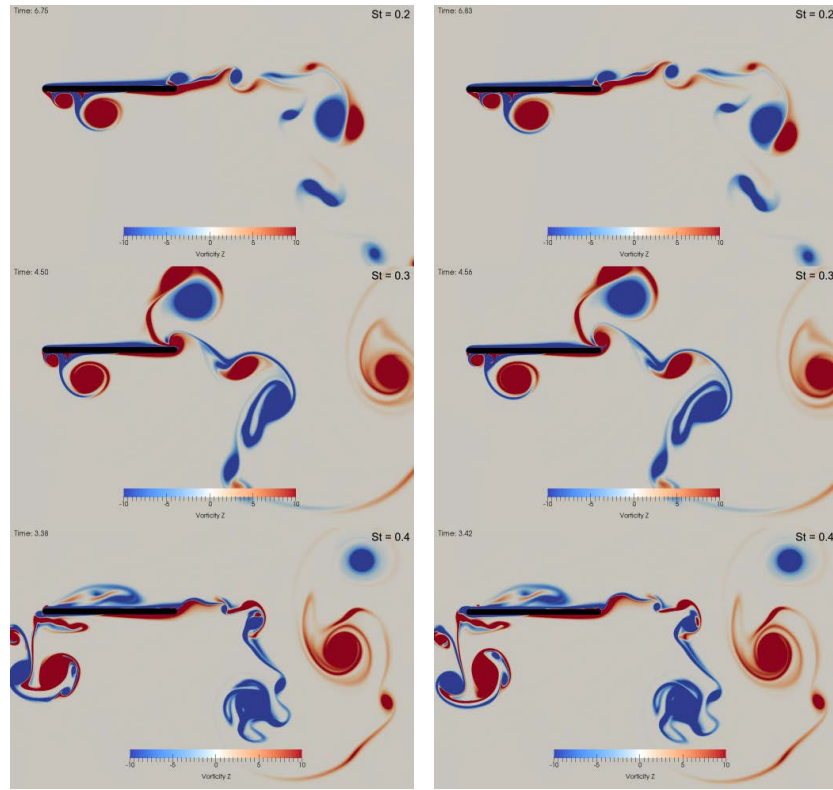 Time: 6.75 St = 0.2
-10 -5 0 5 10
Vorticity Z
Time: 6.83 St = 0.2
-10 -5 0 5 10
Vorticity Z
Time: 4.50 St = 0.3
-10 -5 0 5 10
Vorticity Z
Time: 4.56 St = 0.3
-10 -5 0 5 10
Vorticity Z
Time: 3.38 St = 0.4
-10 -5 0 5 10
Vorticity Z
Time: 3.42 St = 0.4
-10 -5 0 5 10
Vorticity Z